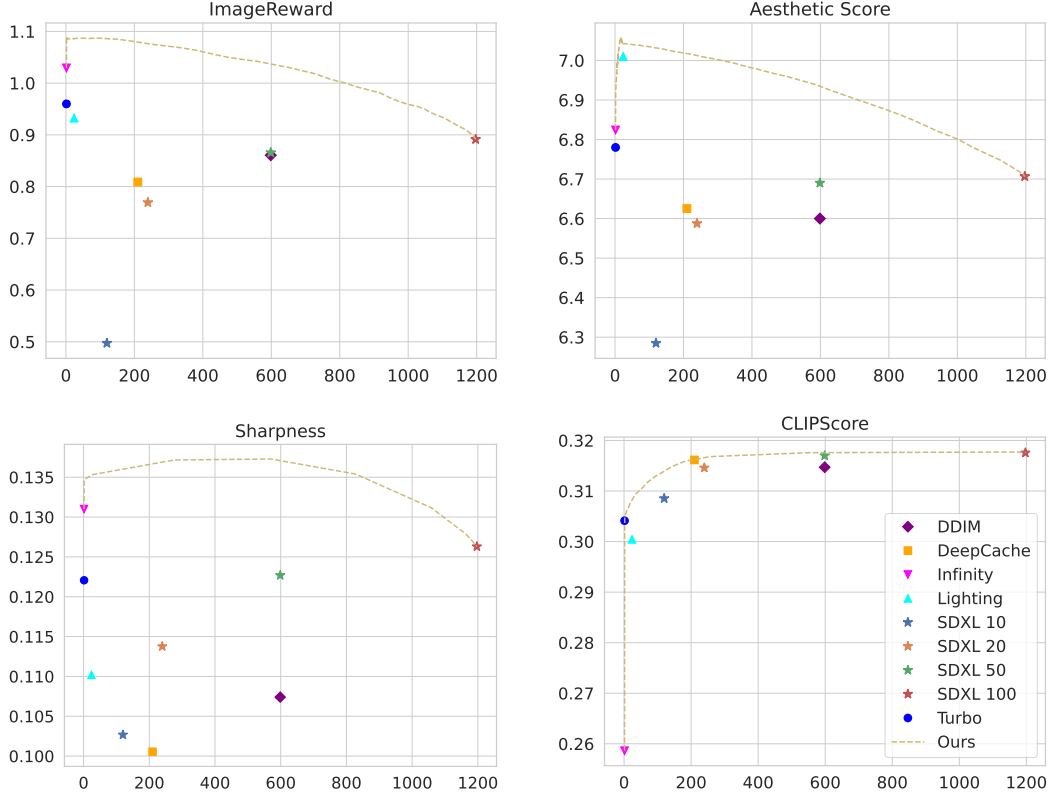 ImageReward
1.1
1.0
0.9
0.8
0.7
0.6
0.5
0 200 400 600 800 1000 1200
Aesthetic Score
7.0
6.9
6.8
6.7
6.6
6.5
6.4
6.3
0 200 400 600 800 1000 1200
Sharpness
0.135
0.130
0.125
0.120
0.115
0.110
0.105
0.100
0 200 400 600 800 1000 1200
CLIPScore
0.32
0.31
0.30
0.29
0.28
0.27
0.26
0 200 400 600 800 1000 1200
DDIM
DeepCache
Infinity
Lighting
SDXL 10
SDXL 20
SDXL 50
SDXL 100
Turbo
Ours